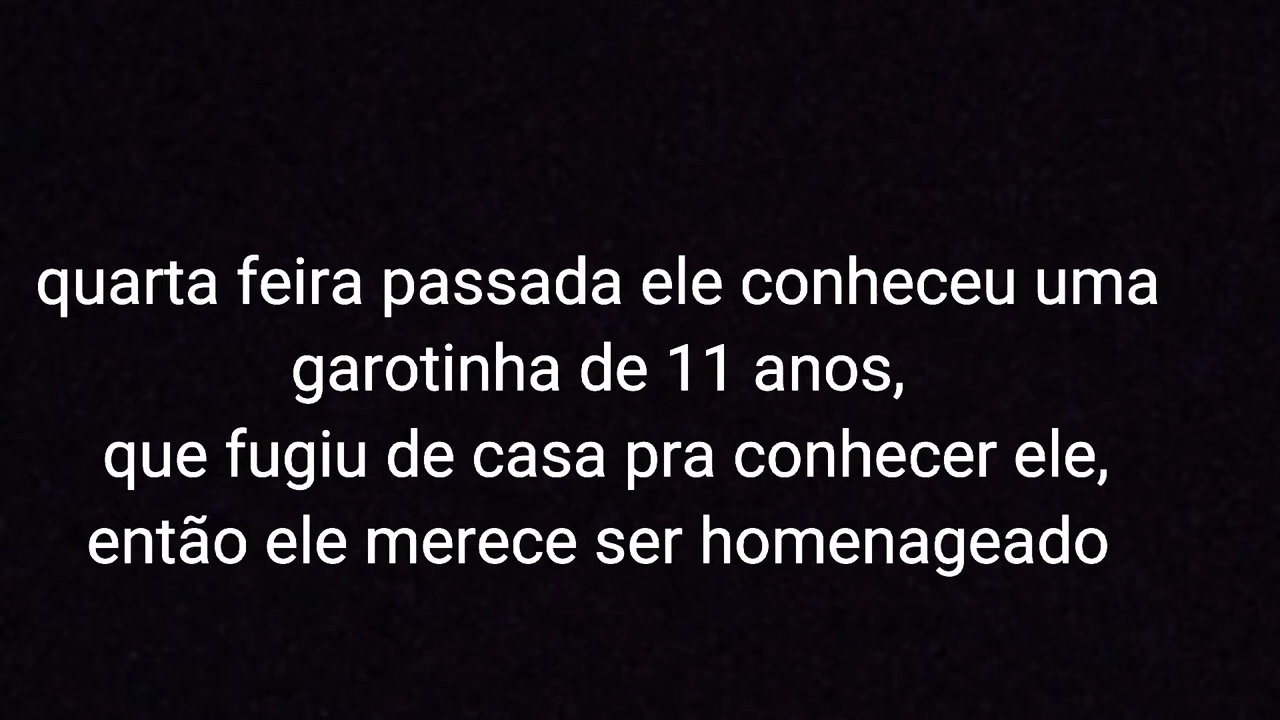 quarta feira passada ele conheceu uma
garotinha de 11 anos,
que fugiu de casa pra conhecer ele,
então ele merece ser homenageado